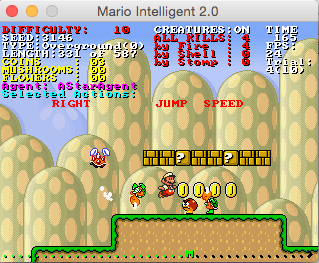 Mario Intelligent 2.0
DIFFICULTY: 10 CREATURES:ON TIME
SEED:3146 ALL KILLS: 4 165
TYPE:Overground(0) by Fire : 4 FPS:
LENGTH:331 of 587 by Shell : 0 24
COINS : 03 by Stomp : 0 Trial:
MUSHROOMS : 00 4(10)
FLOWERS : 00
Agent: AStarAgent
Selected Actions:
RIGHT JUMP SPEED
? ?
M